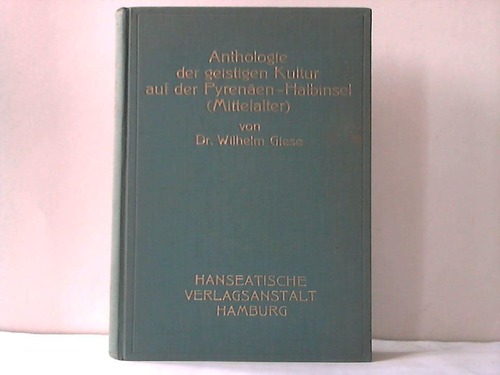 Anthologie
der geistigen Kultur
auf der Pyrenäen-Halbinsel
(Mittelalter)
von
Dr. Wilhelm Giese
HANSEATISCHE
VERLAGSANSTALT
HAMBURG